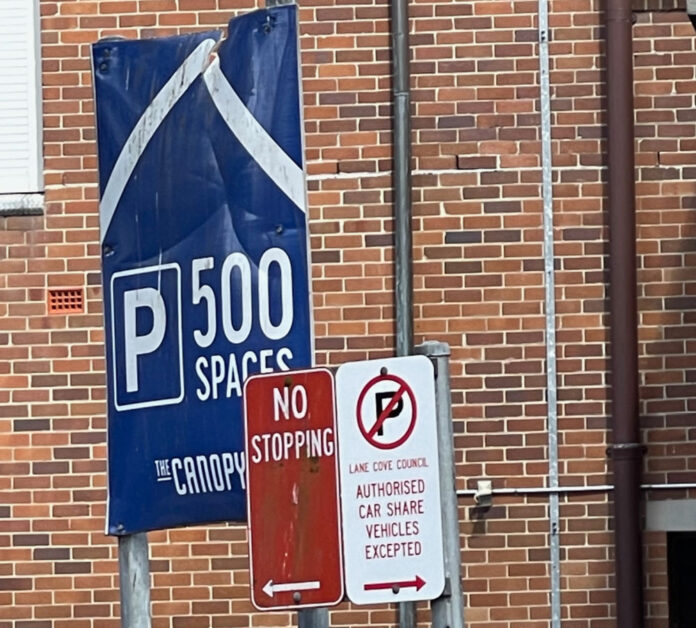 P 500
SPACES
THE CANOPY
NO
STOPPING
P
LANE COVE COUNCIL
AUTHORISED
CAR SHARE
VEHICLES
EXCEPTED